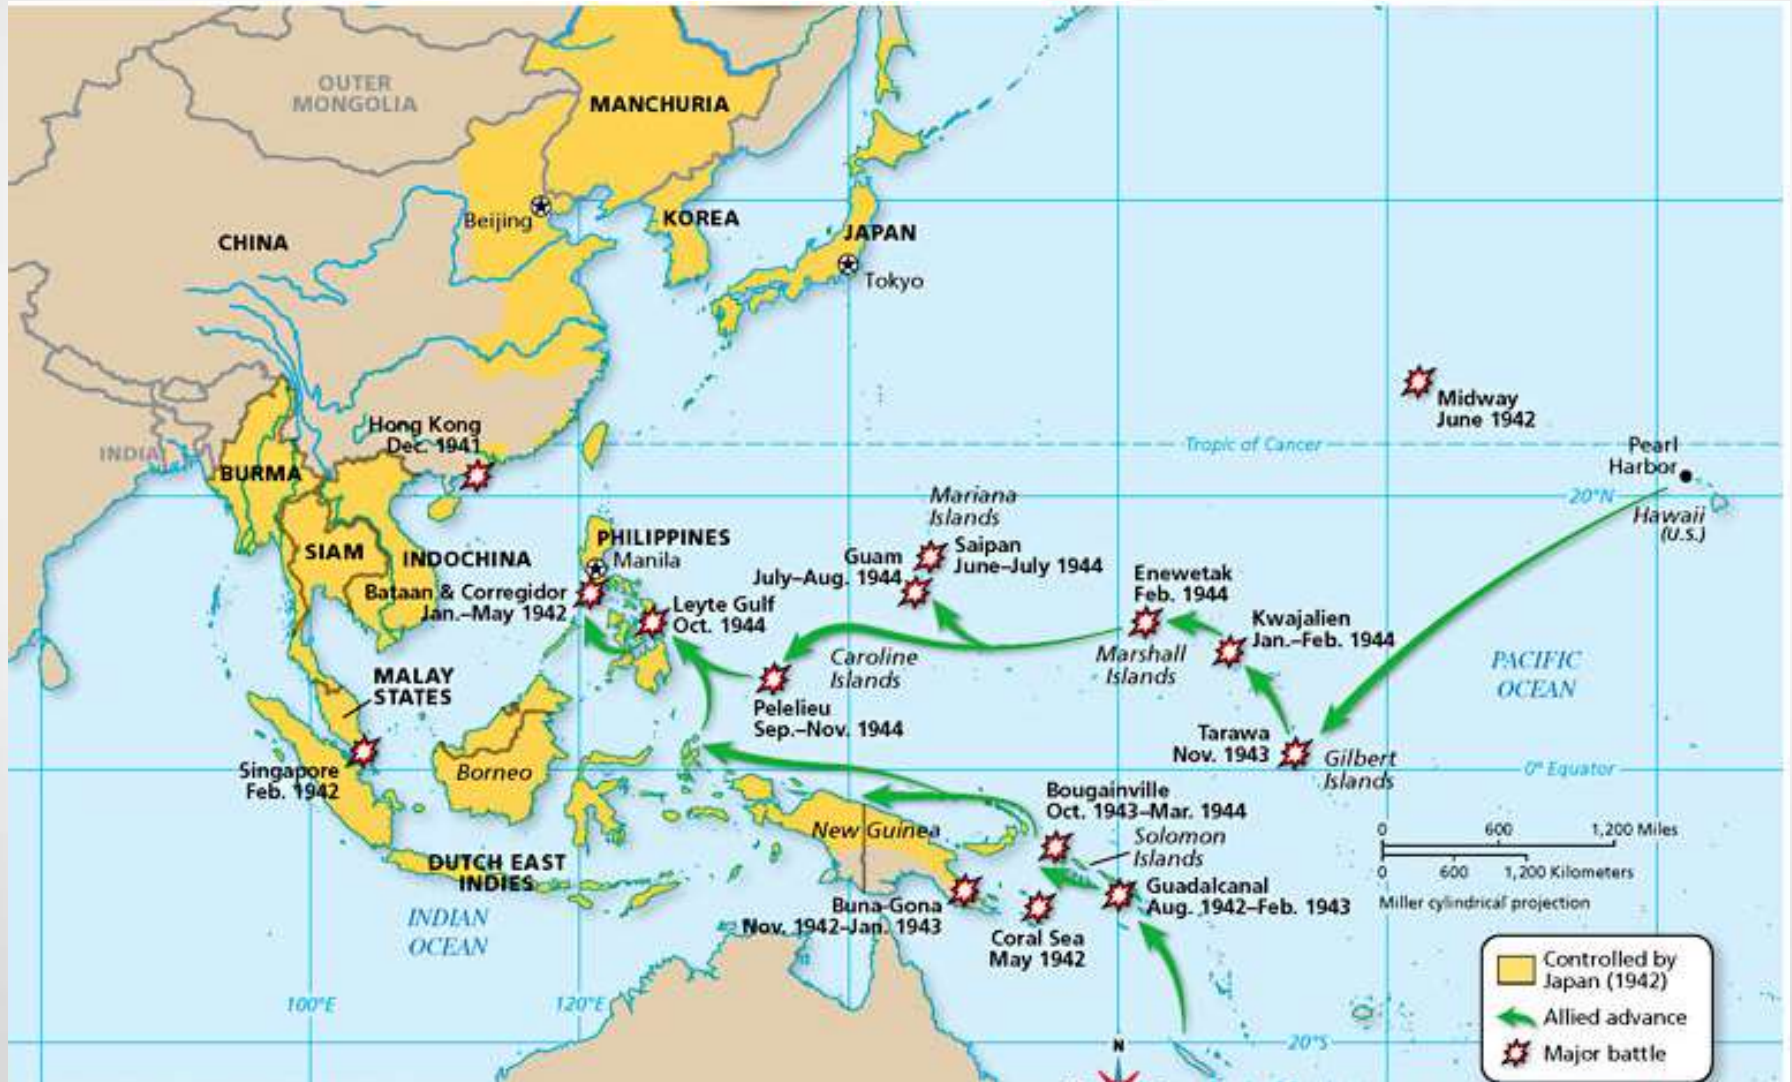 OUTER
MONGOLIA
MANCHURIA
Beijing
KOREA
JAPAN
CHINA
Tokyo
Midway
June 1942
Hong Kong
Dec. 1941
Tropic of Cancer
Pearl
Harbor
INDIA
BURMA
20°N
Hawaii
(U.S.)
Mariana
Islands
PHILIPPINES
Manila
SIAM
INDOCHINA
Guam
July–Aug. 1944
Saipan
June–July 1944
Enewetak
Feb. 1944
Bataan & Corregidor
Jan.–May 1942
Leyte Gulf
Oct. 1944
Kwajalien
Jan.–Feb. 1944
Caroline
Islands
Marshall
Islands
PACIFIC
OCEAN
MALAY
STATES
Pelelieu
Sep.–Nov. 1944
Tarawa
Nov. 1943
Gilbert
Islands
Singapore
Feb. 1942
Borneo
0° Equator
Bougainville
Oct. 1943–Mar. 1944
New Guinea
Solomon
Islands
0 600 1,200 Miles
0 600 1,200 Kilometers
Miller cylindrical projection
DUTCH EAST
INDIES
Buna-Gona
Nov. 1942–Jan. 1943
Guadalcanal
Aug. 1942–Feb. 1943
INDIAN
OCEAN
Coral Sea
May 1942
Controlled by
Japan (1942)
Allied advance
Major battle
100°E
120°E
20°S
N